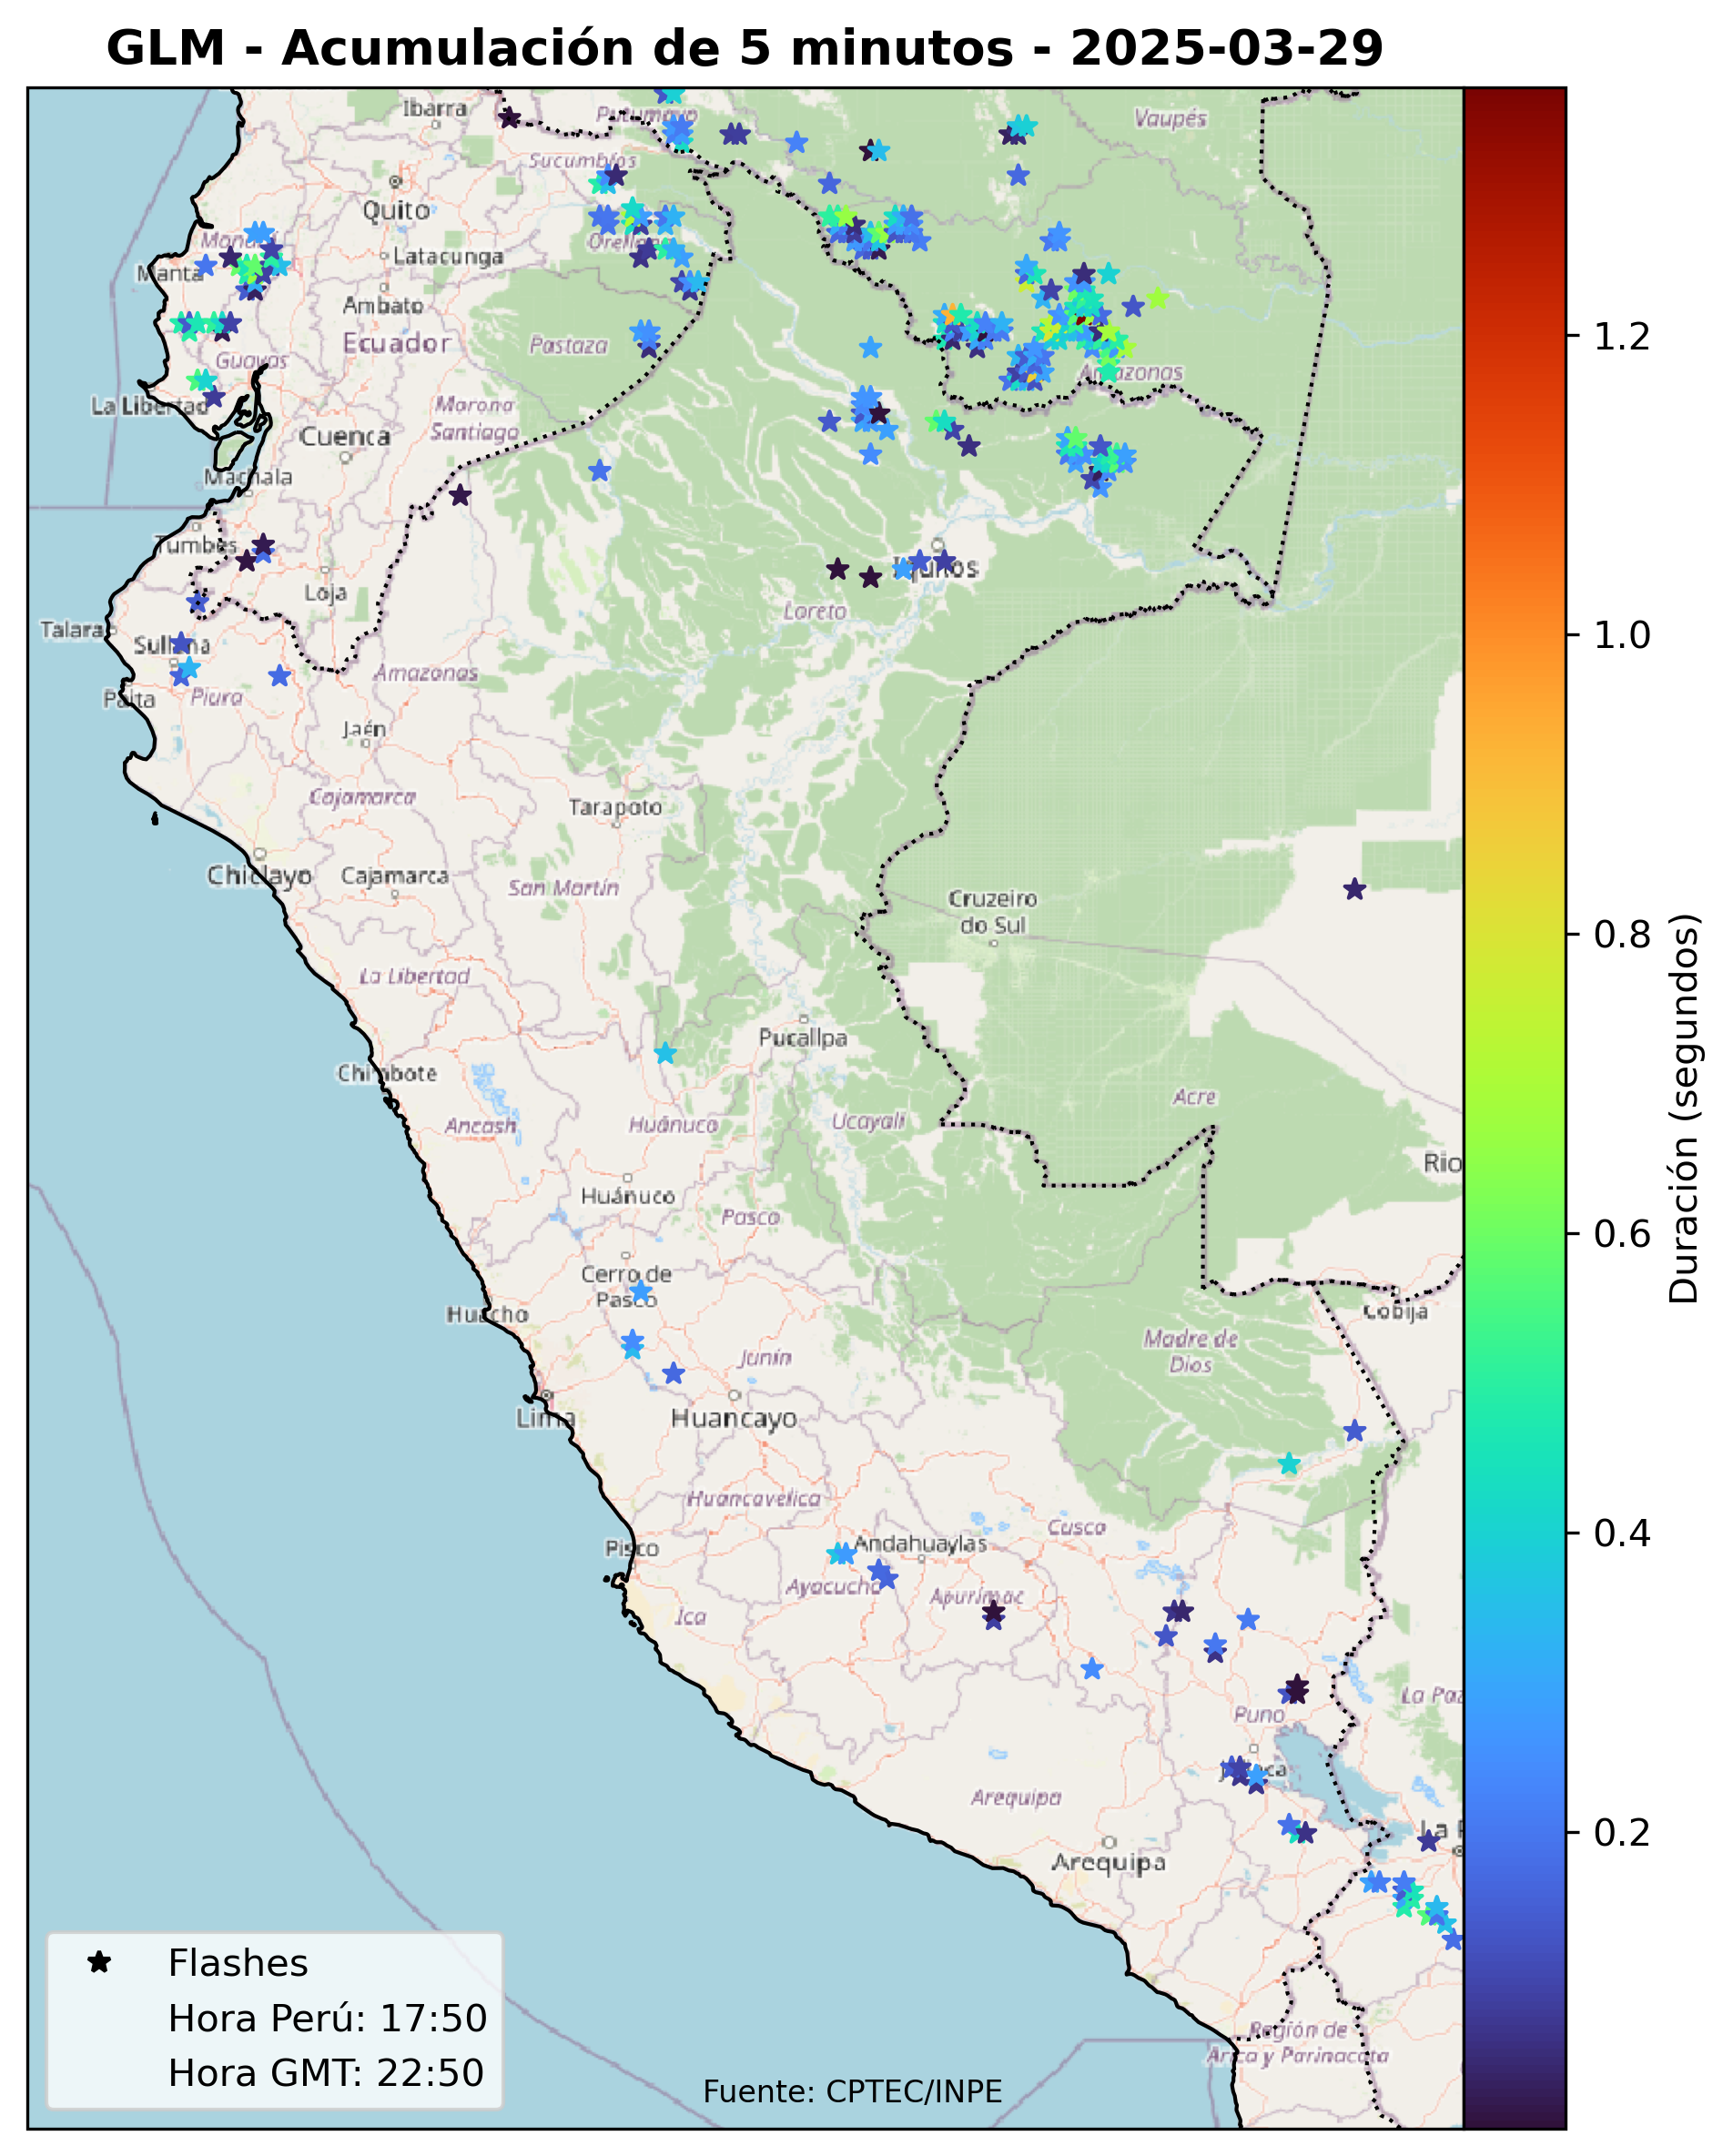 GLM - Acumulación de 5 minutos - 2025-03-29
Ibarra
Putumayo
Vaupés
Sucumbíos
Quito
Orellana
Latacunga
Manta
Ambato
Ecuador
Pastaza
Guayas
Amazonas
La Libertad
Morona
Santiago
Cuenca
Machala
Tumbes
Iquitos
Loja
Loreto
Talara
Sullana
Amazonas
Paita
Piura
Jaén
Cajamarca
Tarapoto
Chiclayo
Cajamarca
San Martín
Cruzeiro
do Sul
La Libertad
Pucallpa
Chimbote
Ancash
Huánuco
Ucayali
Acre
Rio
Huánuco
Pasco
Cerro de
Pasco
Huacho
Cobija
Junín
Madre de
Dios
Lima
Huancayo
Huancavelica
Cusco
Pisco
Andahuaylas
Ayacucho
Apurímac
Ica
La Paz
Puno
Juliaca
Arequipa
La P
Arequipa
Región de
Arica y Parinacota
Flashes
Hora Perú: 17:50
Hora GMT: 22:50
Fuente: CPTEC/INPE
1.2
1.0
0.8
0.6
0.4
0.2
Duración (segundos)